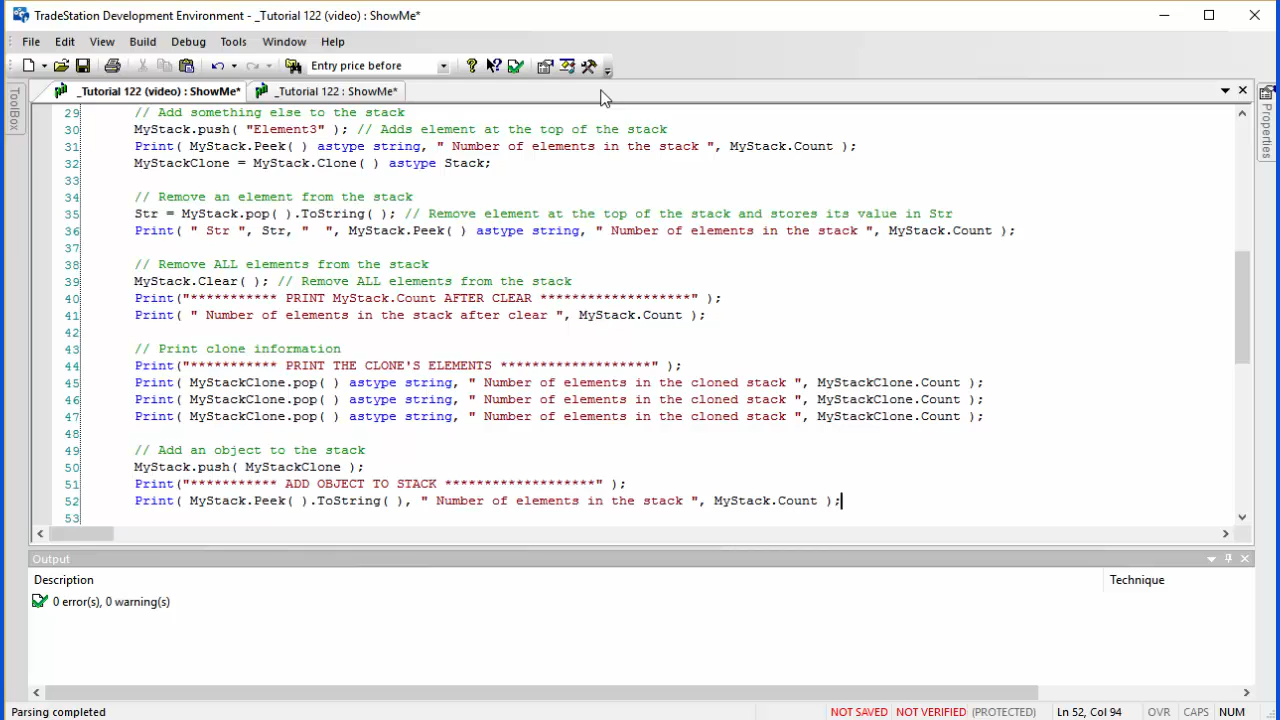 TradeStation Development Environment - _Tutorial 122 (video) : ShowMe*
File Edit View Build Debug Tools Window Help
Entry price before
_Tutorial 122 (video) : ShowMe* _Tutorial 122 : ShowMe*
ToolBox
Properties
29 // Add something else to the stack
30 MyStack.push( "Element3" ); // Adds element at the top of the stack
31 Print( MyStack.Peek( ) astype string, " Number of elements in the stack ", MyStack.Count );
32 MyStackClone = MyStack.Clone( ) astype Stack;
33
34 // Remove an element from the stack
35 Str = MyStack.pop( ).ToString( ); // Remove element at the top of the stack and stores its value in Str
36 Print( " Str ", Str, "  ", MyStack.Peek( ) astype string, " Number of elements in the stack ", MyStack.Count );
37
38 // Remove ALL elements from the stack
39 MyStack.Clear( ); // Remove ALL elements from the stack
40 Print("*********** PRINT MyStack.Count AFTER CLEAR *******************" );
41 Print( " Number of elements in the stack after clear ", MyStack.Count );
42
43 // Print clone information
44 Print("*********** PRINT THE CLONE'S ELEMENTS *******************" );
45 Print( MyStackClone.pop( ) astype string, " Number of elements in the cloned stack ", MyStackClone.Count );
46 Print( MyStackClone.pop( ) astype string, " Number of elements in the cloned stack ", MyStackClone.Count );
47 Print( MyStackClone.pop( ) astype string, " Number of elements in the cloned stack ", MyStackClone.Count );
48
49 // Add an object to the stack
50 MyStack.push( MyStackClone );
51 Print("*********** ADD OBJECT TO STACK *******************" );
52 Print( MyStack.Peek( ).ToString( ), " Number of elements in the stack ", MyStack.Count );
53
Output
Description Technique
0 error(s), 0 warning(s)
Parsing completed NOT SAVED NOT VERIFIED (PROTECTED) Ln 52, Col 94 OVR CAPS NUM